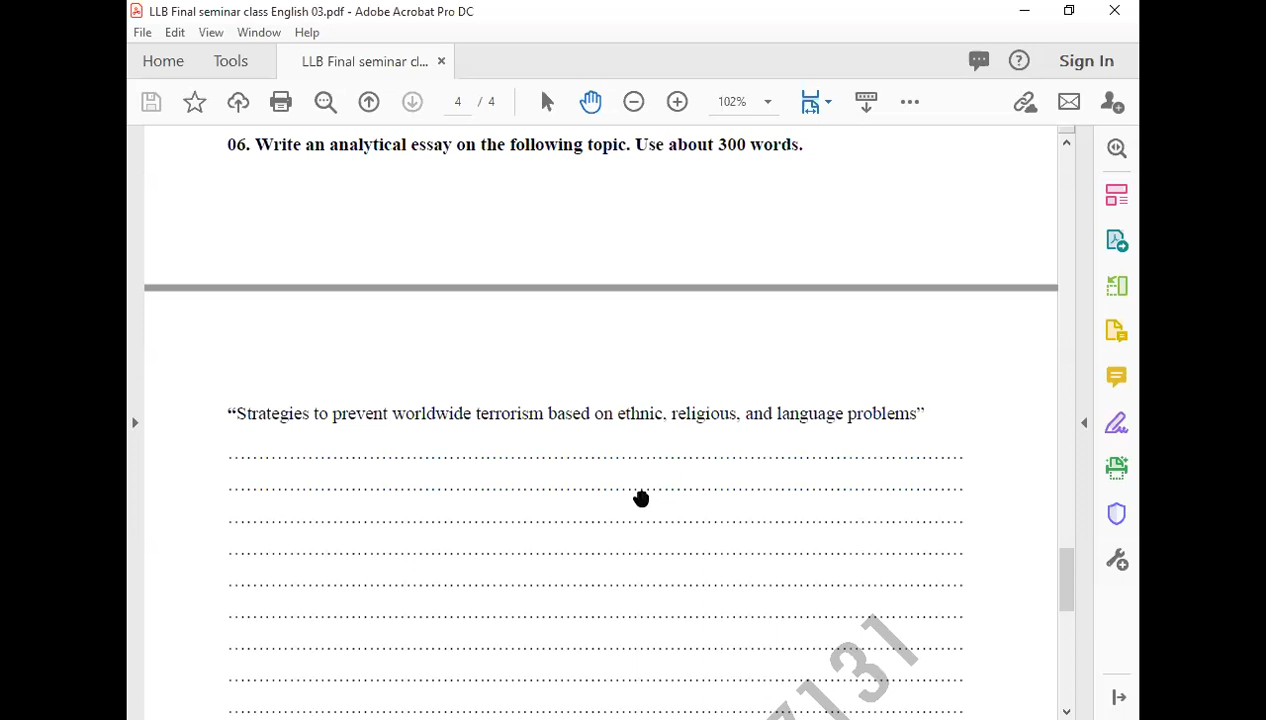 LLB Final seminar class English 03.pdf - Adobe Acrobat Pro DC
File Edit View Window Help
Home Tools LLB Final seminar cl... × Sign In
4 / 4 102%
06. Write an analytical essay on the following topic. Use about 300 words.
“Strategies to prevent worldwide terrorism based on ethnic, religious, and language problems”
7131